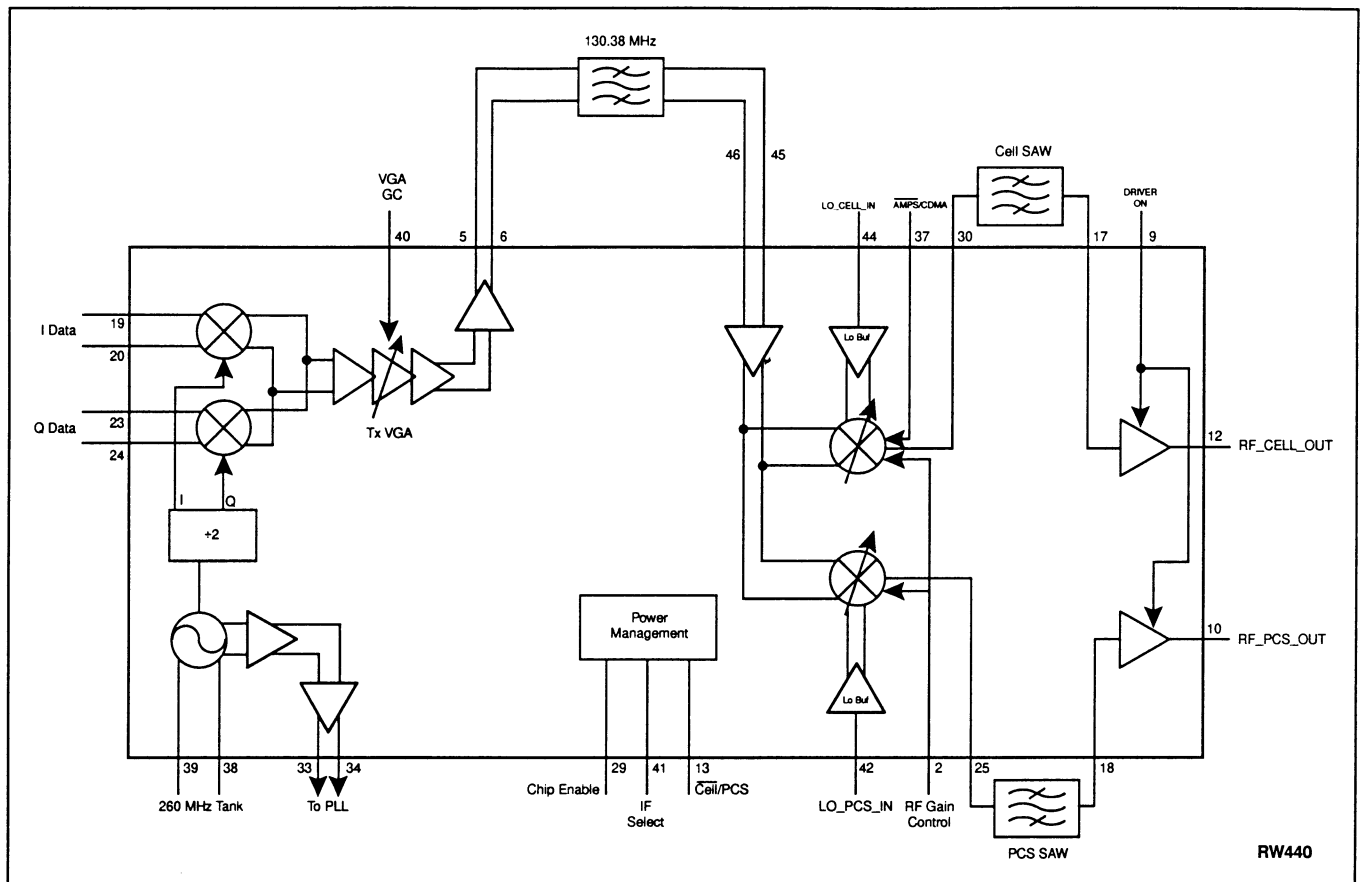 130.38 MHz
46
45
Cell SAW
VGA
GC
LO_CELL_IN
AMPS/CDMA
DRIVER
ON
40
5
6
44
37
30
17
9
I Data
19
20
Lo Buf
Q Data
23
24
Tx VGA
12
RF_CELL_OUT
I
Q
÷2
Power
Management
10
RF_PCS_OUT
Lo Buf
39
38
33
34
29
41
13
42
2
25
18
260 MHz Tank
To PLL
Chip Enable
IF
Select
Cell/PCS
LO_PCS_IN
RF Gain
Control
PCS SAW
RW440